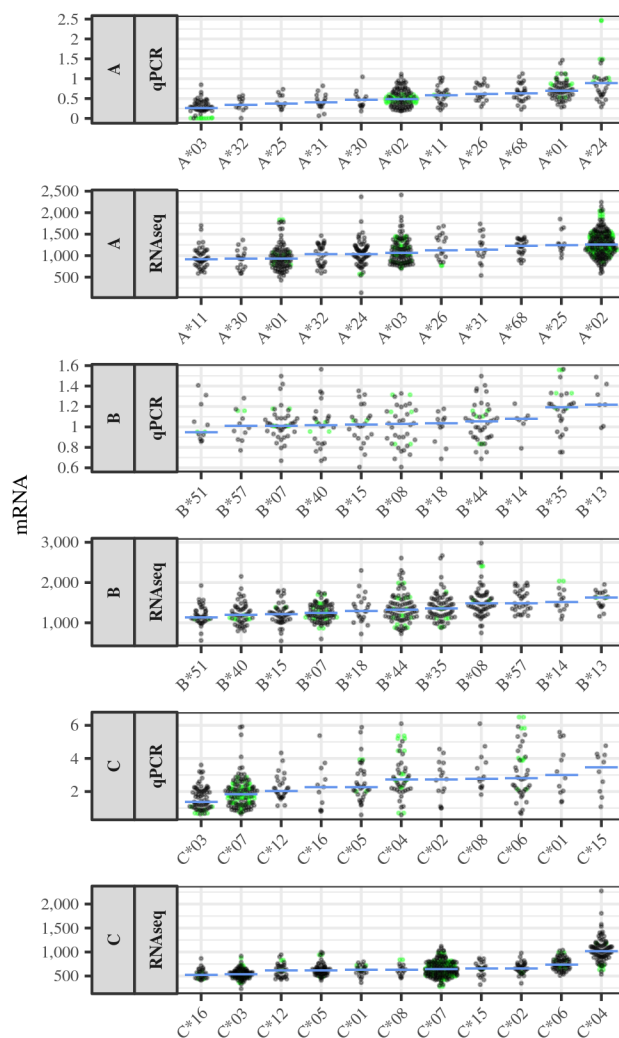 mRNA
A
qPCR
2.5
2
1.5
1
0.5
0
A*03
A*32
A*25
A*31
A*30
A*02
A*11
A*26
A*68
A*01
A*24
A
RNAseq
2,500
2,000
1,500
1,000
500
A*11
A*30
A*01
A*32
A*24
A*03
A*26
A*31
A*68
A*25
A*02
B
qPCR
1.6
1.4
1.2
1
0.8
0.6
B*51
B*57
B*07
B*40
B*15
B*08
B*18
B*44
B*14
B*35
B*13
B
RNAseq
3,000
2,000
1,000
B*51
B*40
B*15
B*07
B*18
B*44
B*35
B*08
B*57
B*14
B*13
C
qPCR
6
4
2
C*03
C*07
C*12
C*16
C*05
C*04
C*02
C*08
C*06
C*01
C*15
C
RNAseq
2,000
1,500
1,000
500
C*16
C*03
C*12
C*05
C*01
C*08
C*07
C*15
C*02
C*06
C*04